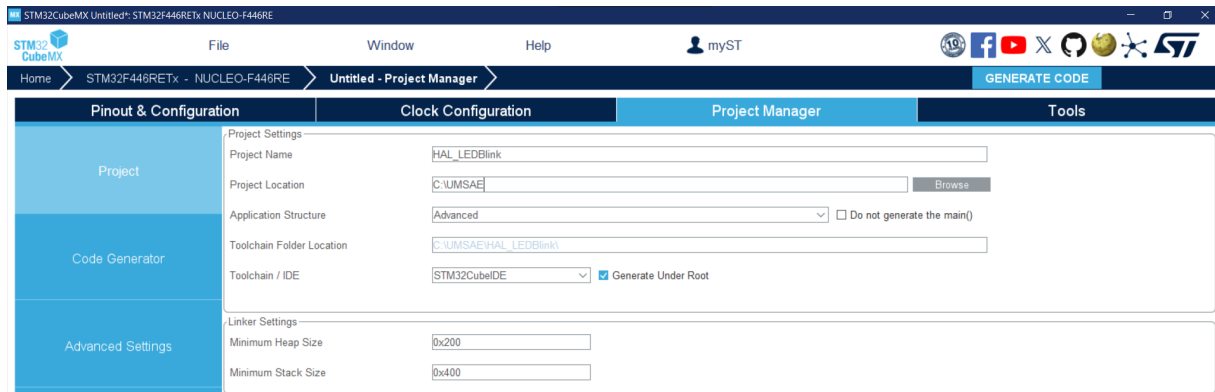 MX STM32CubeMX Untitled*: STM32F446RETx NUCLEO-F446RE
STM32 CubeMX File Window Help myST 10 ST
Home STM32F446RETx - NUCLEO-F446RE Untitled - Project Manager GENERATE CODE
Pinout & Configuration Clock Configuration Project Manager Tools
Project
Code Generator
Advanced Settings
Project Settings
Project Name HAL_LEDBlink
Project Location C:\UMSAE Browse
Application Structure Advanced Do not generate the main()
Toolchain Folder Location C:\UMSAE\HAL_LEDBlink\
Toolchain / IDE STM32CubeIDE Generate Under Root
Linker Settings
Minimum Heap Size 0x200
Minimum Stack Size 0x400